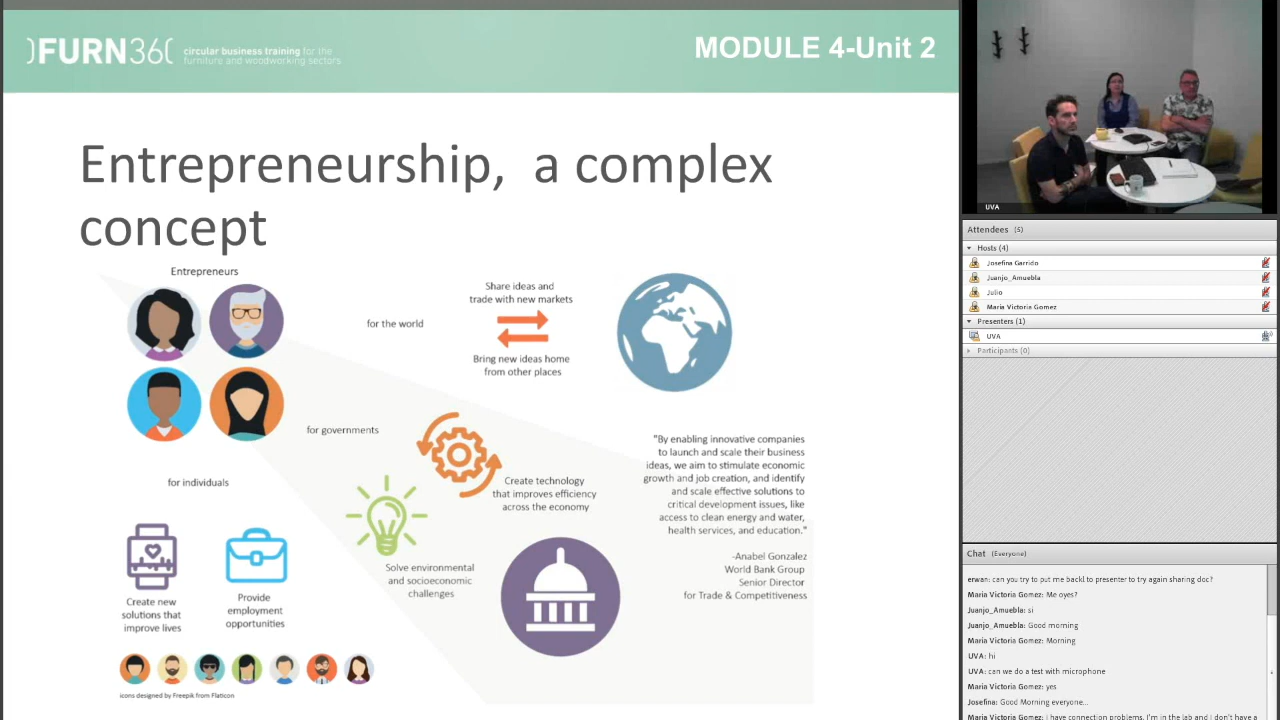 )FURN36(
circular business training for the
furniture and woodworking sectors
MODULE 4-Unit 2
Entrepreneurship,  a complex
concept
Entrepreneurs
for the world
Share ideas and
trade with new markets
Bring new ideas home
from other places
for governments
for individuals
Create technology
that improves efficiency
across the economy
Solve environmental
and socioeconomic
challenges
Create new
solutions that
improve lives
Provide
employment
opportunities
"By enabling innovative companies
to launch and scale their business
ideas, we aim to stimulate economic
growth and job creation, and identify
and scale effective solutions to
critical development issues, like
access to clean energy and water,
health services, and education."
-Anabel Gonzalez
World Bank Group
Senior Director
for Trade & Competitiveness
icons designed by Freepik from Flaticon
UVA
Attendees (5)
Hosts (4)
Josefina Garrido
Juanjo_Amuebla
Julio
Maria Victoria Gomez
Presenters (1)
UVA
Participants (0)
Chat (Everyone)
erwan: can you try to put me backl to presenter to try again sharing doc?
Maria Victoria Gomez: Me oyes?
Juanjo_Amuebla: si
Juanjo_Amuebla: Good morning
Maria Victoria Gomez: Morning
UVA: hi
UVA: can we do a test with microphone
Maria Victoria Gomez: yes
Josefina: Good Morning everyone...
Maria Victoria Gomez: i have connection problems, I'm in the lab and I don't have a